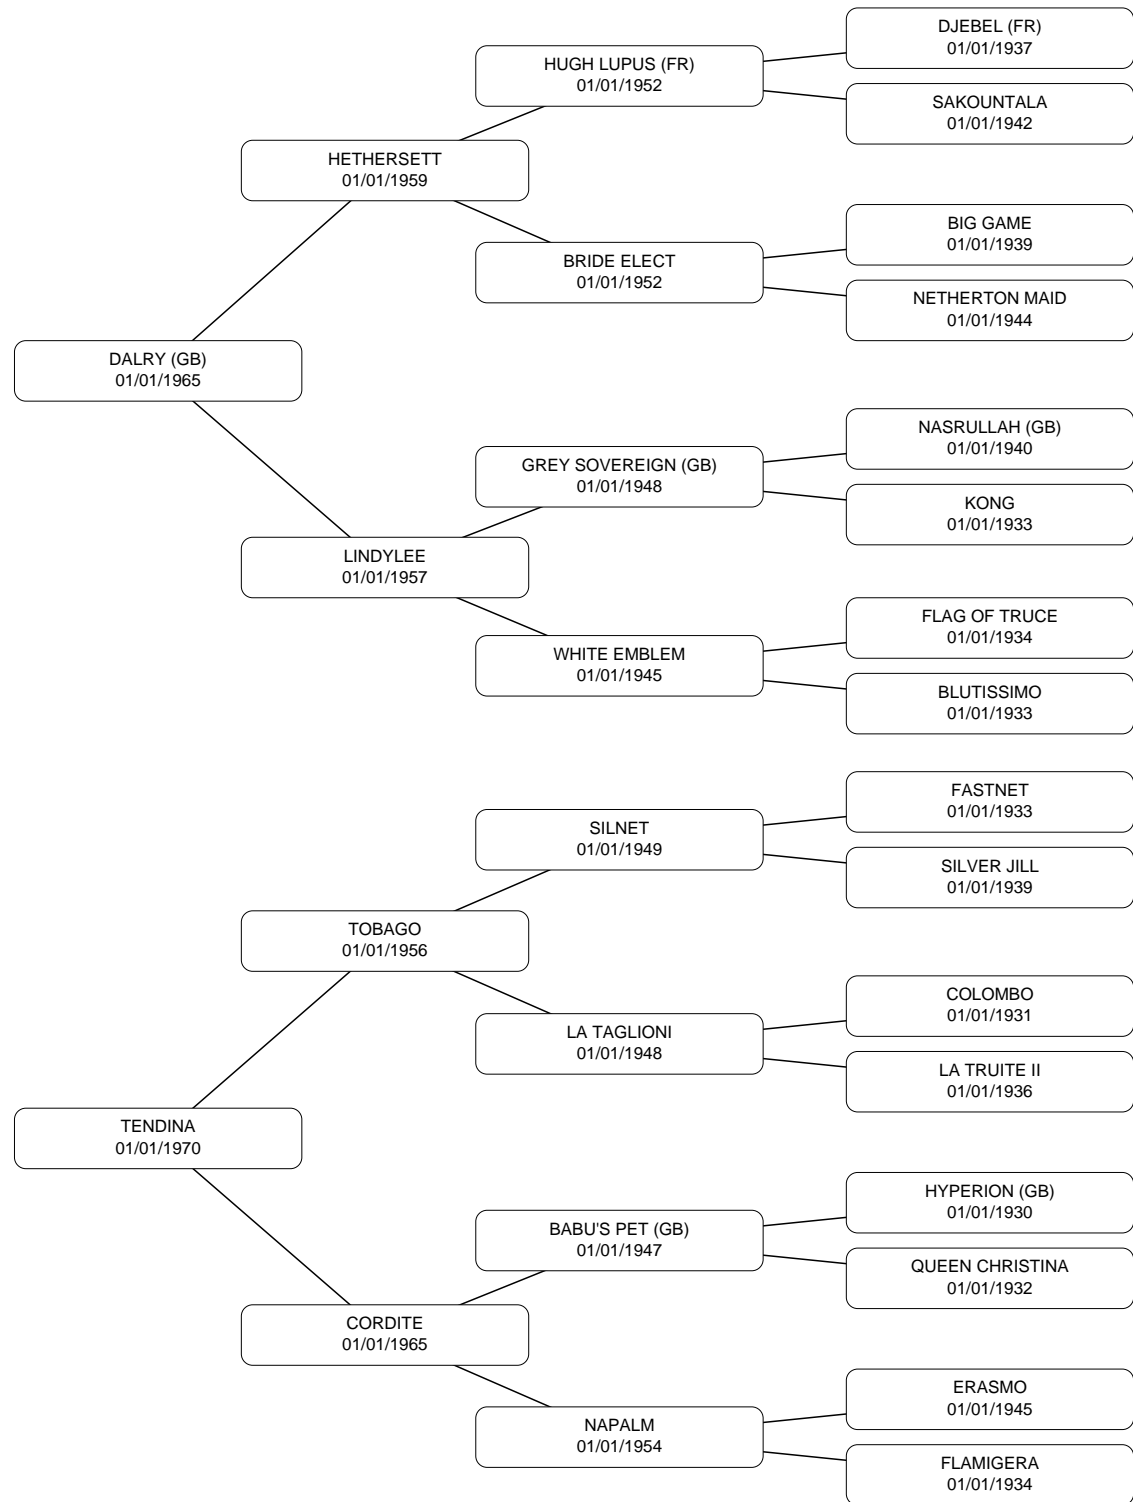 DJEBEL (FR)
01/01/1937
HUGH LUPUS (FR)
01/01/1952
SAKOUNTALA
01/01/1942
HETHERSETT
01/01/1959
BIG GAME
01/01/1939
BRIDE ELECT
01/01/1952
NETHERTON MAID
01/01/1944
DALRY (GB)
01/01/1965
NASRULLAH (GB)
01/01/1940
GREY SOVEREIGN (GB)
01/01/1948
KONG
01/01/1933
LINDYLEE
01/01/1957
FLAG OF TRUCE
01/01/1934
WHITE EMBLEM
01/01/1945
BLUTISSIMO
01/01/1933
FASTNET
01/01/1933
SILNET
01/01/1949
SILVER JILL
01/01/1939
TOBAGO
01/01/1956
COLOMBO
01/01/1931
LA TAGLIONI
01/01/1948
LA TRUITE II
01/01/1936
TENDINA
01/01/1970
HYPERION (GB)
01/01/1930
BABU'S PET (GB)
01/01/1947
QUEEN CHRISTINA
01/01/1932
CORDITE
01/01/1965
ERASMO
01/01/1945
NAPALM
01/01/1954
FLAMIGERA
01/01/1934